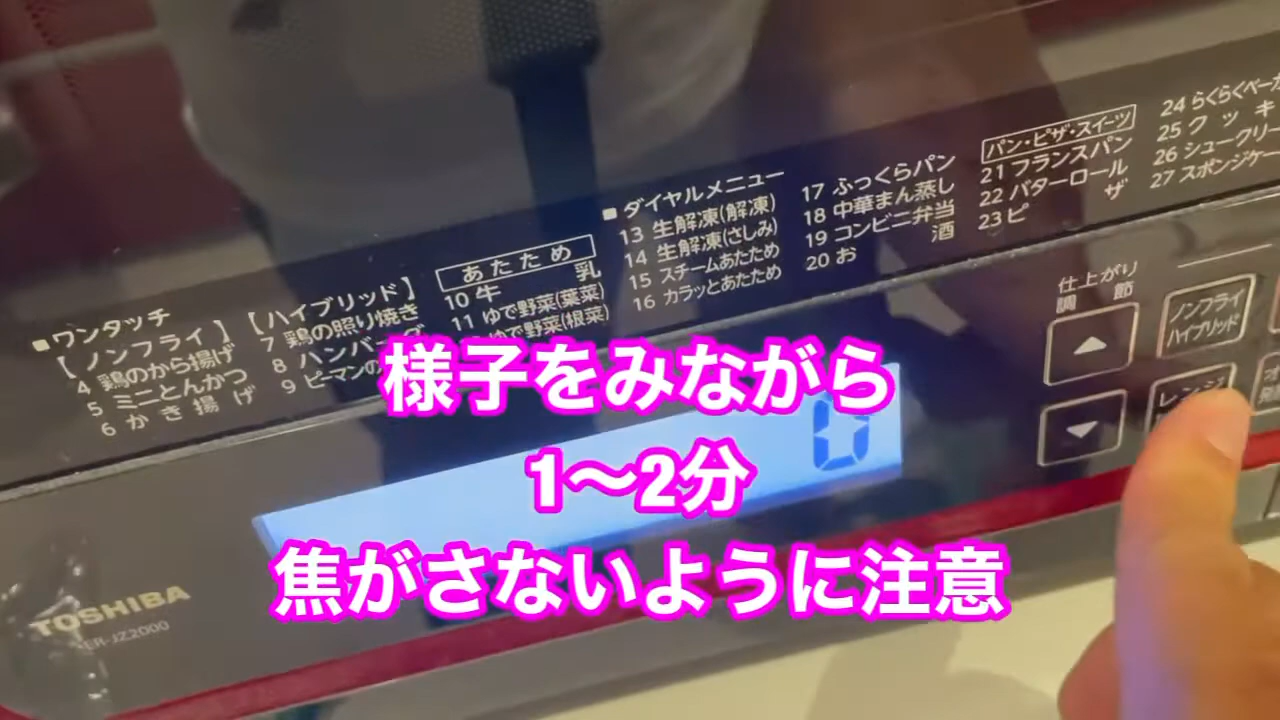 ■ワンタッチ
【ノンフライ】
4 鶏のから揚げ
5 ミニとんかつ
6 かき揚げ
【ハイブリッド】
7 鶏の照り焼き
8 ハンバーグ
9 ピーマンの
あたため
10 牛乳
11 ゆで野菜(葉菜)
ゆで野菜(根菜)
■ダイヤルメニュー
13 生解凍(解凍)
14 生解凍(さしみ)
15 スチームあたため
16 カラッとあたため
17 ふっくらパン
18 中華まん蒸し
19 コンビニ弁当
20 お酒
パン・ピザ・スイーツ
21 フランスパン
22 バターロール
23 ピザ
24 らくらくベーカ
25 クッキ
26 シュークリー
27 スポンジケー
仕上がり
調節
▲
▼
ノンフライ
ハイブリッド
レンジ
0
様子をみながら
1〜2分
焦がさないように注意
TOSHIBA
ER-JZ2000